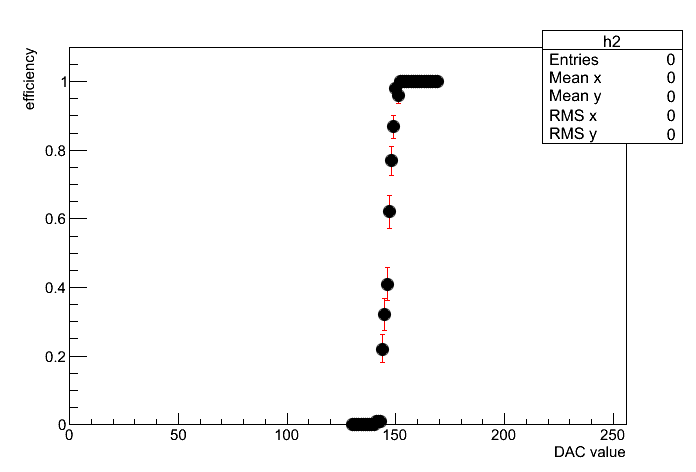 h2
Entries 0
Mean x 0
Mean y 0
RMS x 0
RMS y 0
efficiency
1
0.8
0.6
0.4
0.2
0
0 50 100 150 200 250
DAC value